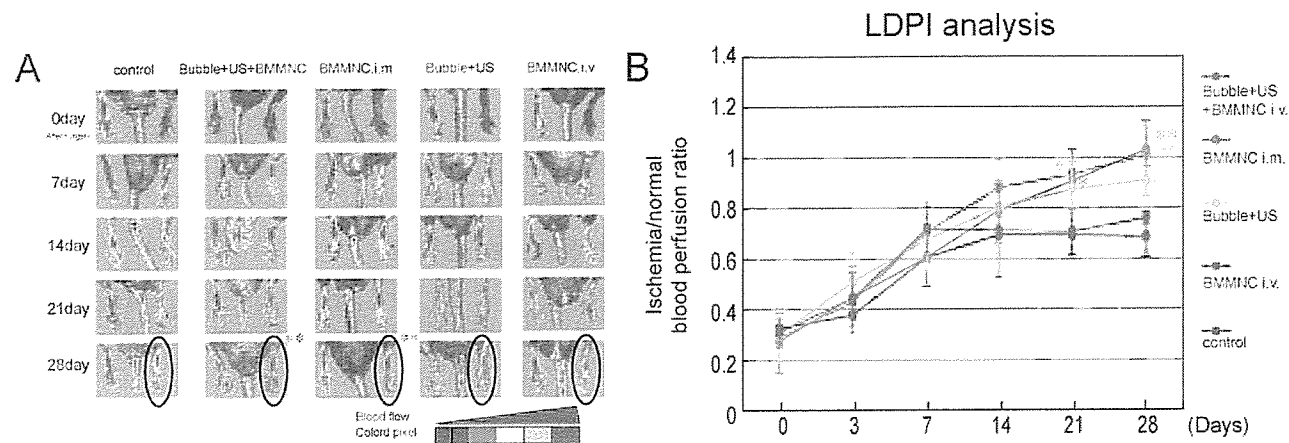 LDPI analysis
A
control
Bubble+US+BMMNC
BMMNC.i.m
Bubble+US
BMMNC.i.v
0day
7day
14day
21day
28day
Blood flow
Colord pixel
B
Ischemia/normal
blood perfusion ratio
1.4
1.2
1
0.8
0.6
0.4
0.2
0
0
3
7
14
21
28
(Days)
Bubble+US
+BMMNC i.v.
BMMNC i.m.
Bubble+US
BMMNC i.v.
control